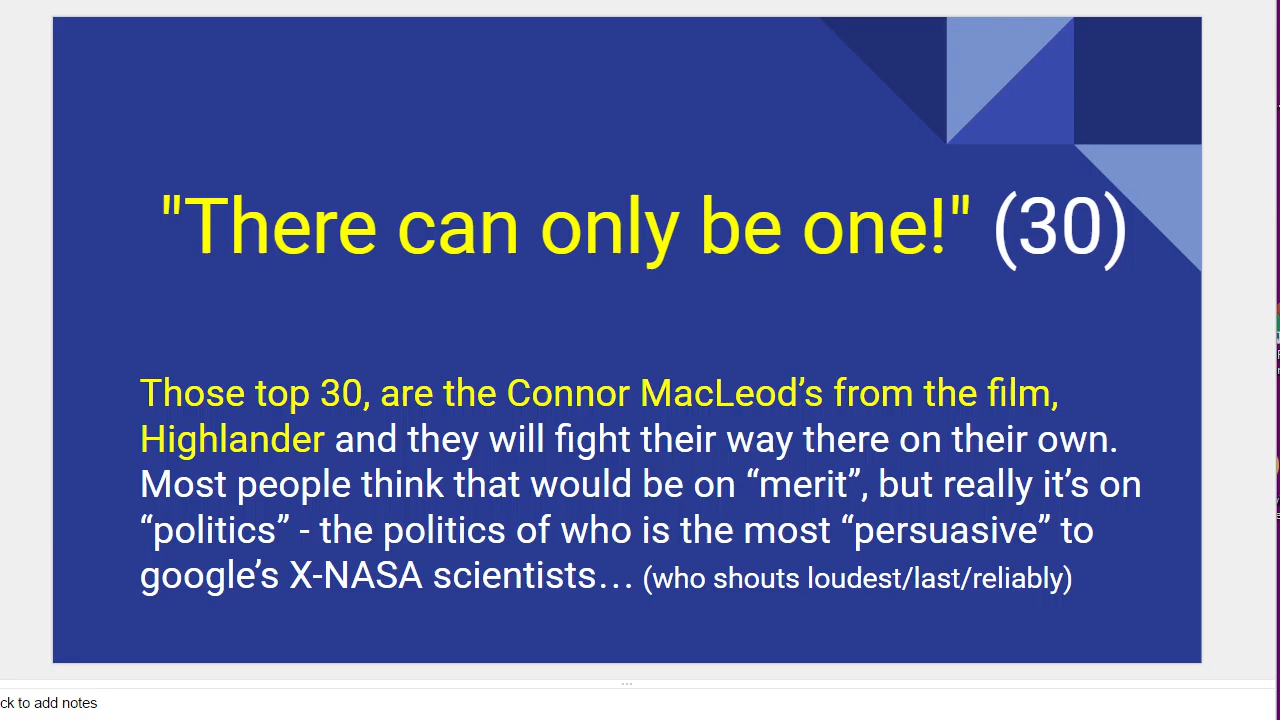 "There can only be one!" (30)
Those top 30, are the Connor MacLeod’s from the film,
Highlander and they will fight their way there on their own.
Most people think that would be on “merit”, but really it’s on
“politics” - the politics of who is the most “persuasive” to
google’s X-NASA scientists… (who shouts loudest/last/reliably)
ck to add notes